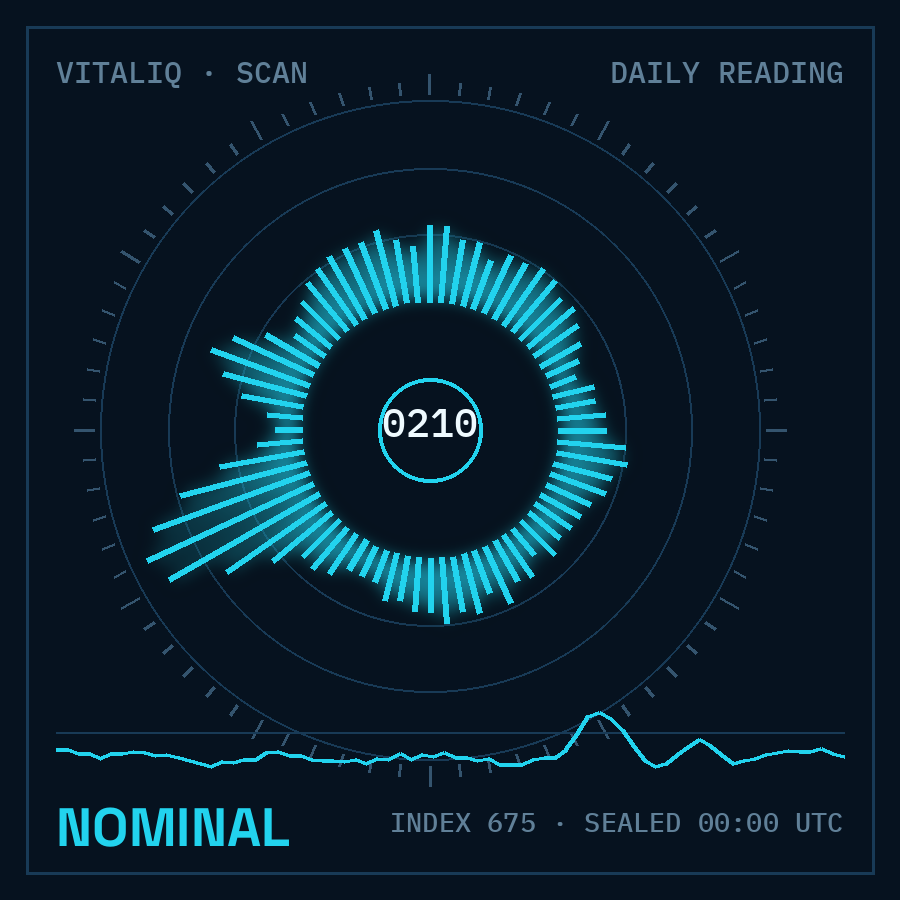 VITALIQ · SCAN
DAILY READING
0210
NOMINAL
INDEX 675 · SEALED 00:00 UTC